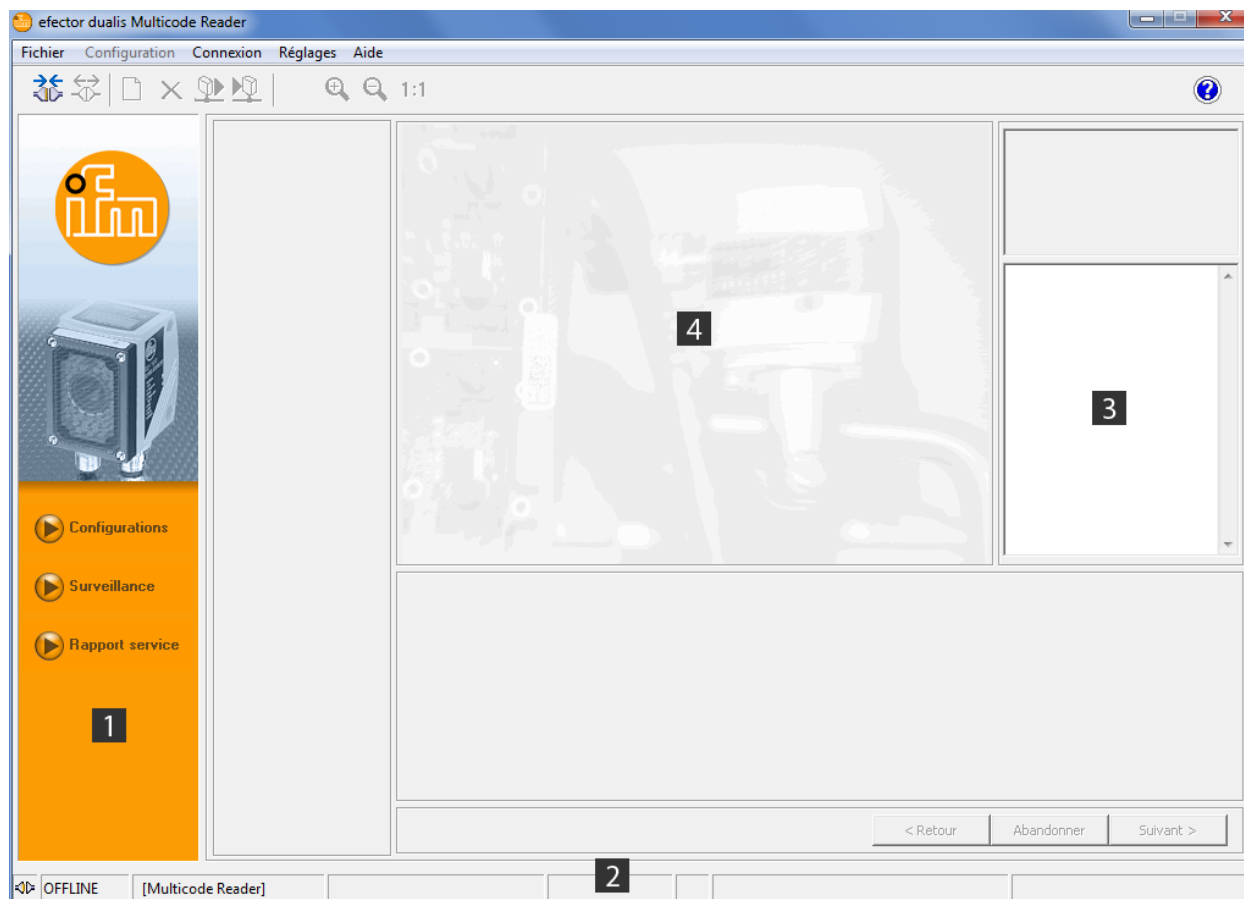 efector dualis Multicode Reader
Fichier Configuration Connexion Réglages Aide
1:1
?
ifm
4
3
Configurations
Surveillance
Rapport service
1
< Retour Abandonner Suivant >
2
OFFLINE [Multicode Reader]